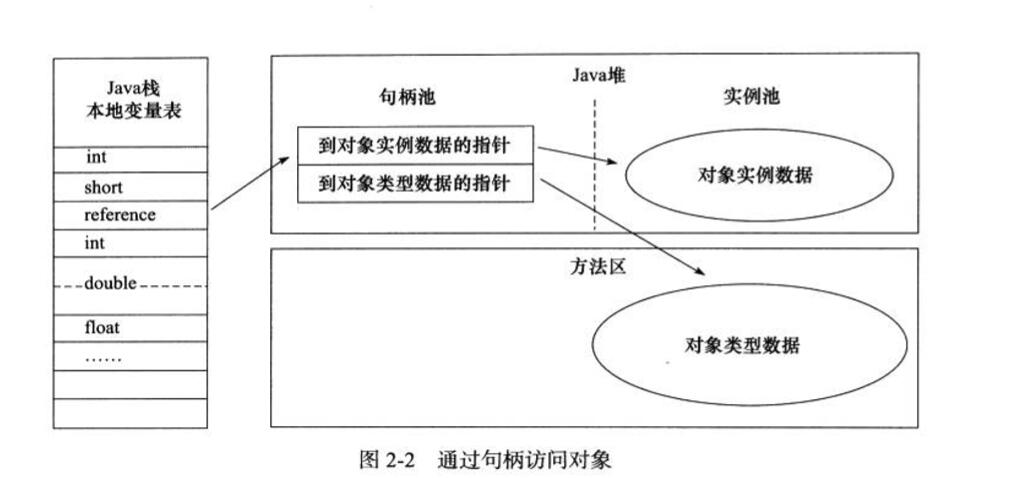 Java栈
本地变量表
int
short
reference
int
double
float
……
Java堆
句柄池
实例池
到对象实例数据的指针
到对象类型数据的指针
对象实例数据
方法区
对象类型数据
图 2-2 通过句柄访问对象